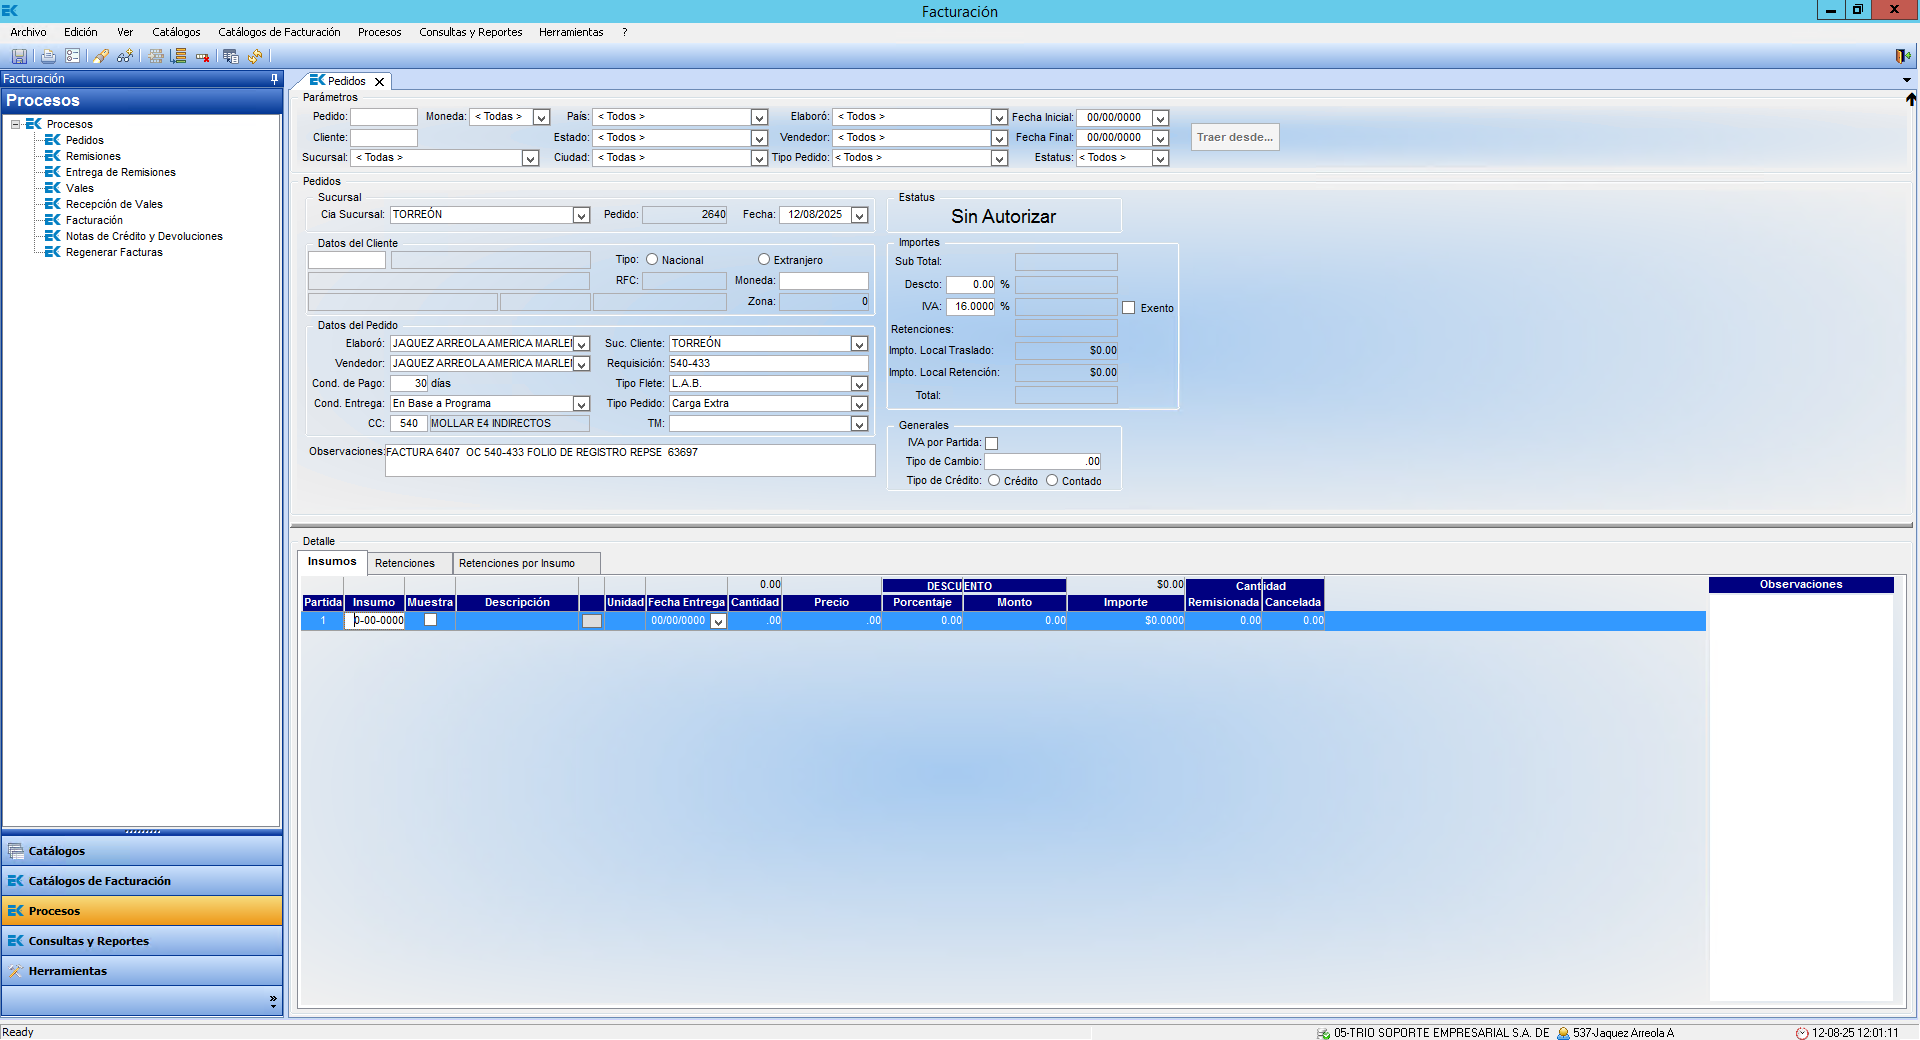 Facturación
Archivo Edición Ver Catálogos Catálogos de Facturación Procesos Consultas y Reportes Herramientas ?
Facturación
Procesos
Procesos
Pedidos
Remisiones
Entrega de Remisiones
Vales
Recepción de Vales
Facturación
Notas de Crédito y Devoluciones
Regenerar Facturas
Catálogos
Catálogos de Facturación
Procesos
Consultas y Reportes
Herramientas
Pedidos
Parámetros
Pedido: Moneda: < Todas > País: < Todos > Elaboró: < Todos > Fecha Inicial: 00/00/0000
Cliente: Estado: < Todos > Vendedor: < Todos > Fecha Final: 00/00/0000 Traer desde...
Sucursal: < Todas > Ciudad: < Todas > Tipo Pedido: < Todos > Estatus: < Todos >
Pedidos
Sucursal
Cia Sucursal: TORREÓN Pedido: 2640 Fecha: 12/08/2025
Estatus
Sin Autorizar
Datos del Cliente
Tipo: Nacional Extranjero
RFC: Moneda:
Zona: 0
Importes
Sub Total:
Descto: 0.00 %
IVA: 16.0000 % Exento
Retenciones:
Impto. Local Traslado: $0.00
Impto. Local Retención: $0.00
Total:
Datos del Pedido
Elaboró: JAQUEZ ARREOLA AMERICA MARLEI Suc. Cliente: TORREÓN
Vendedor: JAQUEZ ARREOLA AMERICA MARLEI Requisición: 540-433
Cond. de Pago: 30 días Tipo Flete: L.A.B.
Cond. Entrega: En Base a Programa Tipo Pedido: Carga Extra
CC: 540 MOLLAR E4 INDIRECTOS TM:
Observaciones: FACTURA 6407 OC 540-433 FOLIO DE REGISTRO REPSE 63697
Generales
IVA por Partida:
Tipo de Cambio: .00
Tipo de Crédito: Crédito Contado
Detalle
Insumos Retenciones Retenciones por Insumo
0.00 DESCUENTO $0.00 Cantidad Observaciones
Partida Insumo Muestra Descripción Unidad Fecha Entrega Cantidad Precio Porcentaje Monto Importe Remisionada Cancelada
1 0-00-0000 00/00/0000 .00 .00 0.00 0.00 $0.0000 0.00 0.00
Ready 05-TRIO SOPORTE EMPRESARIAL S.A. DE 537-Jaquez Arreola A 12-08-25 12:01:11